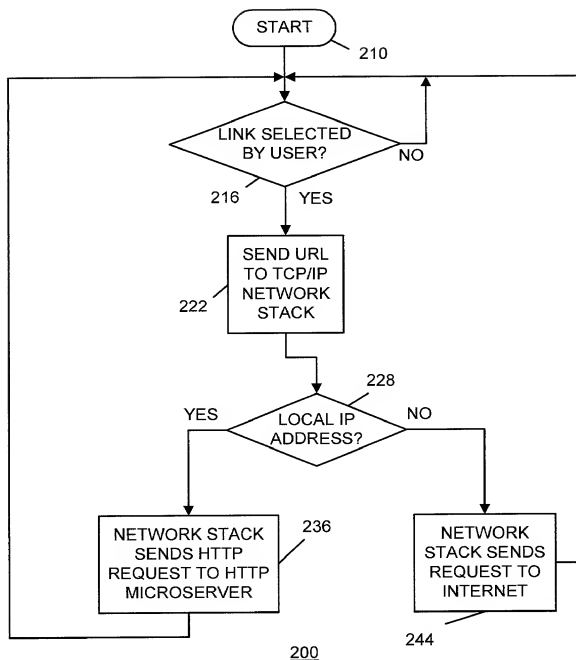 START
210
LINK SELECTED
BY USER?
NO
216
YES
SEND URL
TO TCP/IP
NETWORK
STACK
222
228
YES
LOCAL IP
ADDRESS?
NO
NETWORK STACK
SENDS HTTP
REQUEST TO HTTP
MICROSERVER
236
NETWORK
STACK SENDS
REQUEST TO
INTERNET
244
200